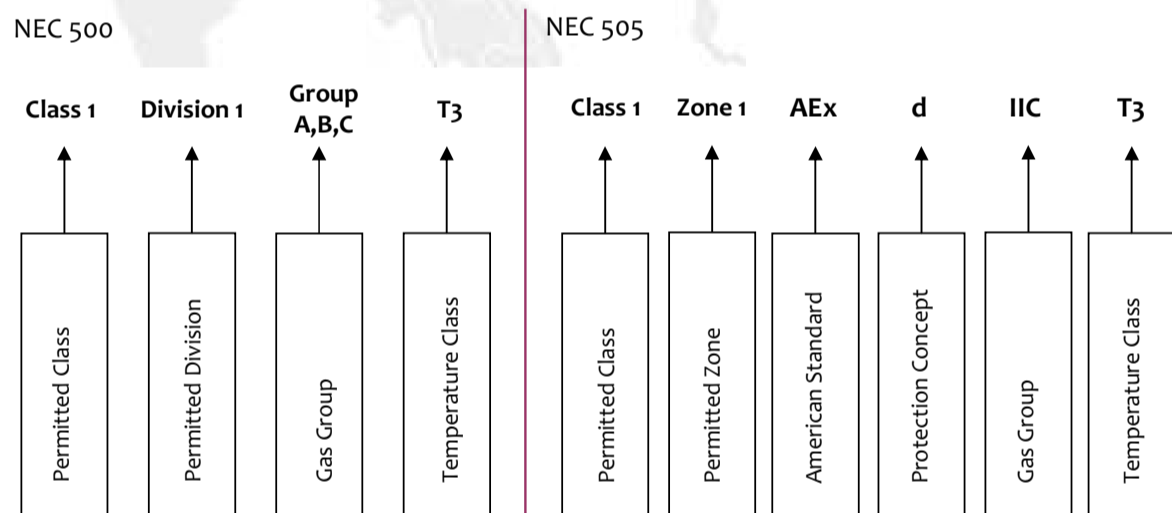 NEC 500
Class 1
Division 1
Group
A,B,C
T3
Permitted Class
Permitted Division
Gas Group
Temperature Class
NEC 505
Class 1
Zone 1
AEx
d
IIC
T3
Permitted Class
Permitted Zone
American Standard
Protection Concept
Gas Group
Temperature Class